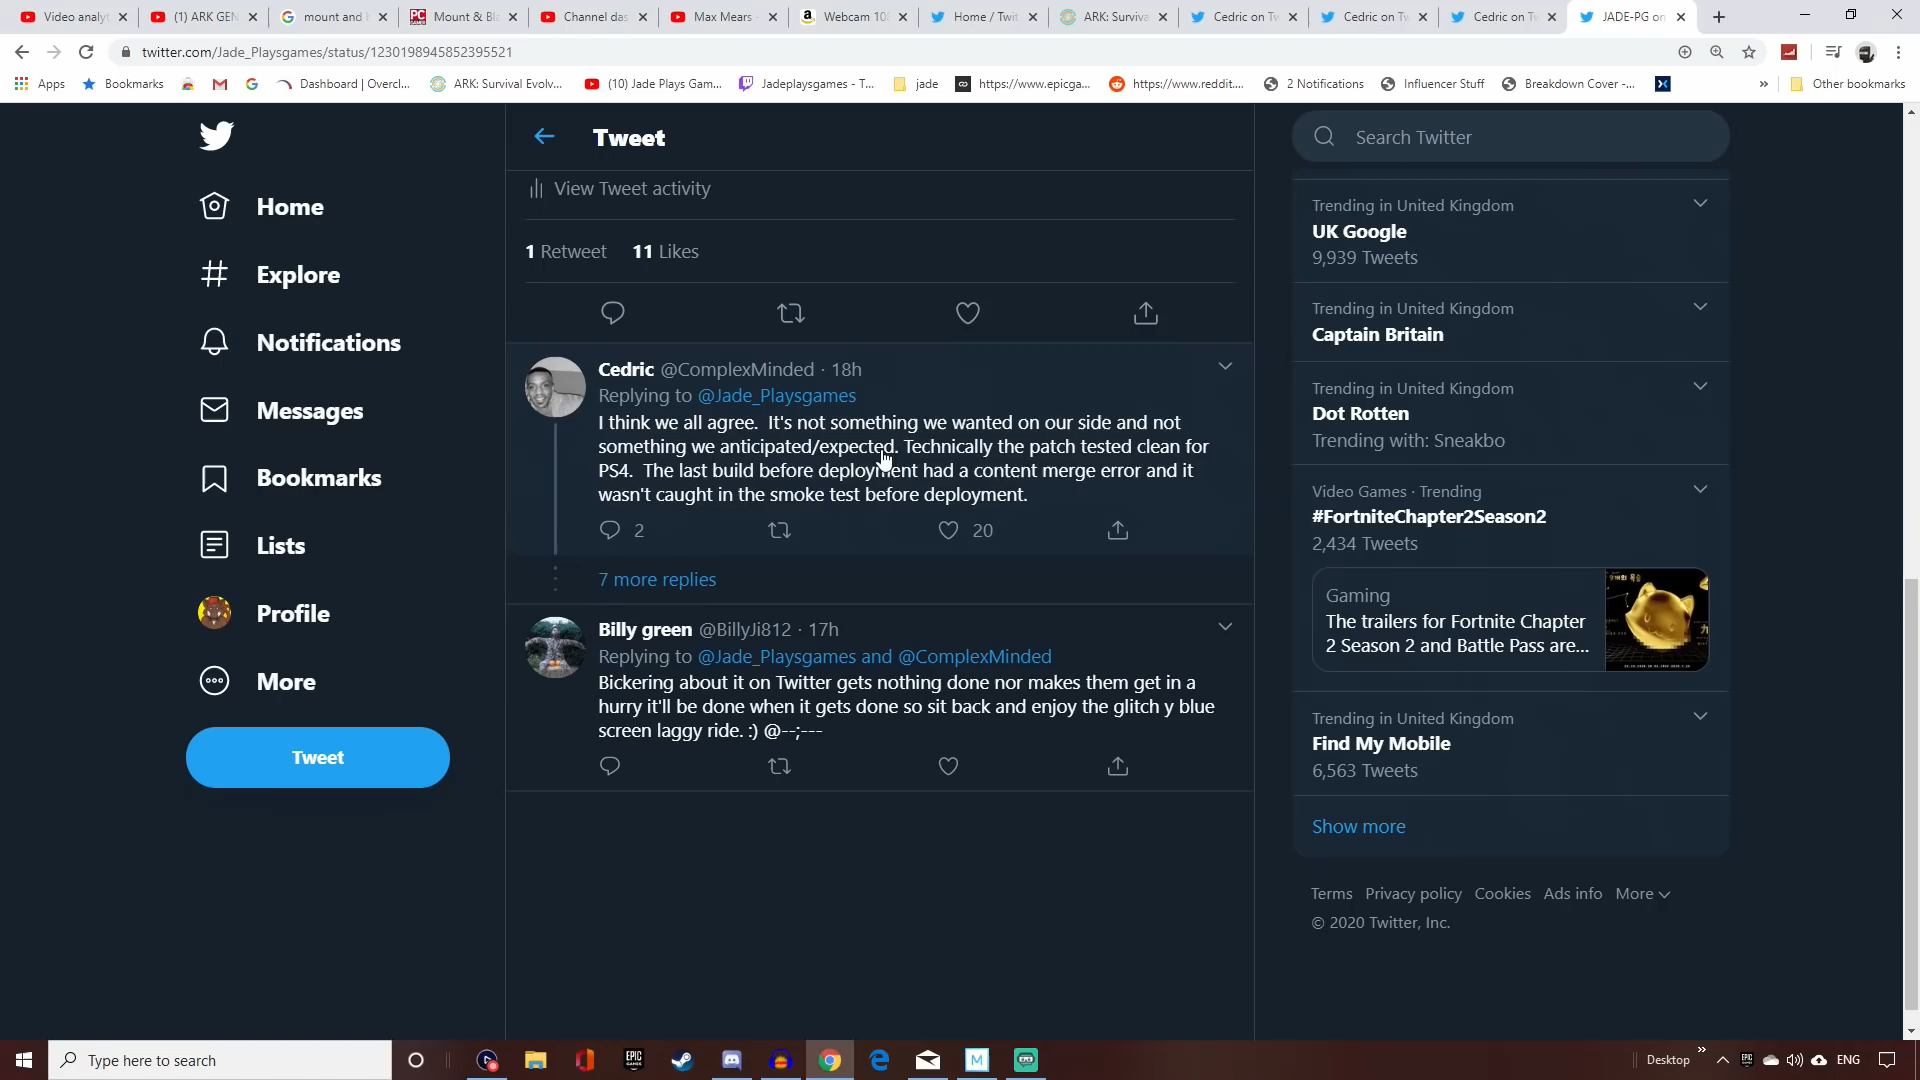 Video analyt
(1) ARK GEN
mount and b
Mount & Bla
Channel das
Max Mears -
Webcam 108
Home / Twit
ARK: Surviva
Cedric on Tw
Cedric on Tw
Cedric on Tw
JADE-PG on
twitter.com/Jade_Playsgames/status/1230198945852395521
Apps
Bookmarks
Dashboard | Overcl...
ARK: Survival Evolv...
(10) Jade Plays Gam...
Jadeplaysgames - T...
jade
https://www.epicga...
https://www.reddit....
2 Notifications
Influencer Stuff
Breakdown Cover -...
»
Other bookmarks
Home
Explore
Notifications
Messages
Bookmarks
Lists
Profile
More
Tweet
Tweet
View Tweet activity
1 Retweet 11 Likes
Cedric @ComplexMinded · 18h
Replying to @Jade_Playsgames
I think we all agree. It's not something we wanted on our side and not
something we anticipated/expected. Technically the patch tested clean for
PS4. The last build before deployment had a content merge error and it
wasn't caught in the smoke test before deployment.
2
20
7 more replies
Billy green @BillyJi812 · 17h
Replying to @Jade_Playsgames and @ComplexMinded
Bickering about it on Twitter gets nothing done nor makes them get in a
hurry it'll be done when it gets done so sit back and enjoy the glitch y blue
screen laggy ride. :) @--;---
Search Twitter
Trending in United Kingdom
UK Google
9,939 Tweets
Trending in United Kingdom
Captain Britain
Trending in United Kingdom
Dot Rotten
Trending with: Sneakbo
Video Games · Trending
#FortniteChapter2Season2
2,434 Tweets
Gaming
The trailers for Fortnite Chapter
2 Season 2 and Battle Pass are...
Trending in United Kingdom
Find My Mobile
6,563 Tweets
Show more
Terms Privacy policy Cookies Ads info More
© 2020 Twitter, Inc.
Type here to search
Desktop
»
ENG